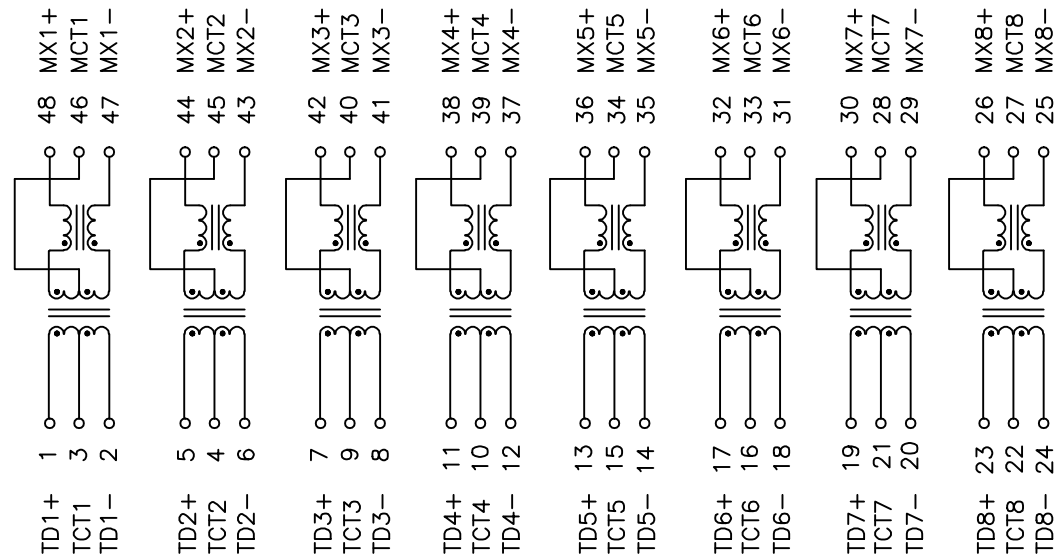 MX1+ MCT1 MX1- MX2+ MCT2 MX2- MX3+ MCT3 MX3- MX4+ MCT4 MX4- MX5+ MCT5 MX5- MX6+ MCT6 MX6- MX7+ MCT7 MX7- MX8+ MCT8 MX8-
48 46 47 44 45 43 42 40 41 38 39 37 36 34 35 32 33 31 30 28 29 26 27 25
1 3 2 5 4 6 7 9 8 11 10 12 13 15 14 17 16 18 19 21 20 23 22 24
TD1+ TCT1 TD1- TD2+ TCT2 TD2- TD3+ TCT3 TD3- TD4+ TCT4 TD4- TD5+ TCT5 TD5- TD6+ TCT6 TD6- TD7+ TCT7 TD7- TD8+ TCT8 TD8-